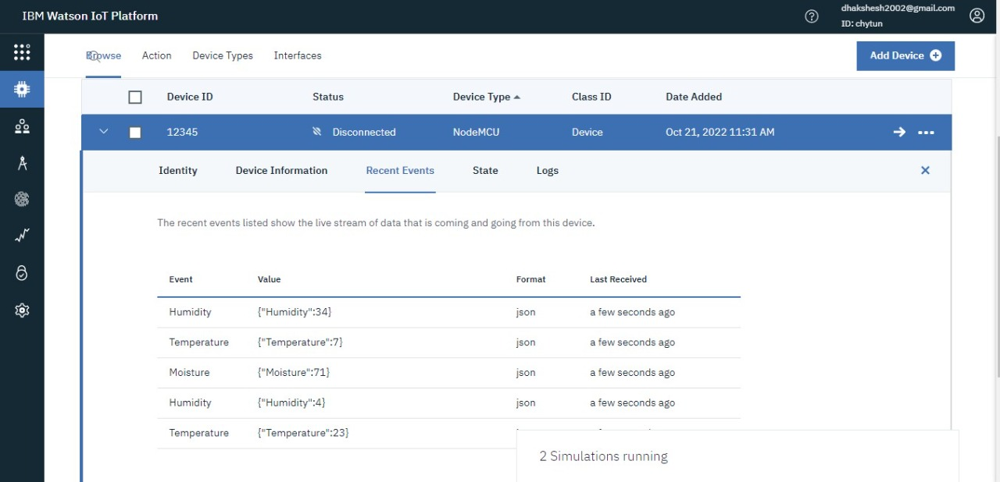 IBM Watson IoT Platform
dhakshesh2002@gmail.com
ID: chytun
Browse Action Device Types Interfaces
Add Device
Device ID Status Device Type Class ID Date Added
12345 Disconnected NodeMCU Device Oct 21, 2022 11:31 AM
Identity Device Information Recent Events State Logs
The recent events listed show the live stream of data that is coming and going from this device.
Event Value Format Last Received
Humidity {"Humidity":34} json a few seconds ago
Temperature {"Temperature":7} json a few seconds ago
Moisture {"Moisture":71} json a few seconds ago
Humidity {"Humidity":4} json a few seconds ago
Temperature {"Temperature":23}
2 Simulations running